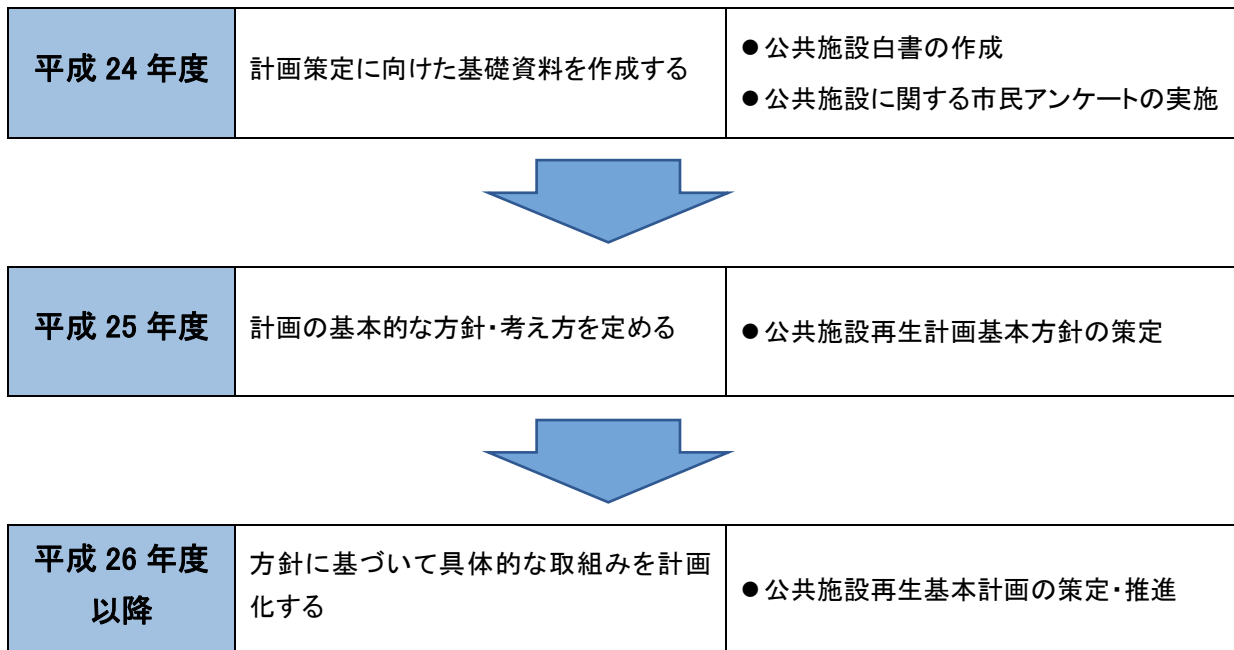 平成 24 年度
計画策定に向けた基礎資料を作成する
●公共施設白書の作成
●公共施設に関する市民アンケートの実施
平成 25 年度
計画の基本的な方針・考え方を定める
●公共施設再生計画基本方針の策定
平成 26 年度
以降
方針に基づいて具体的な取組みを計画
化する
●公共施設再生基本計画の策定・推進